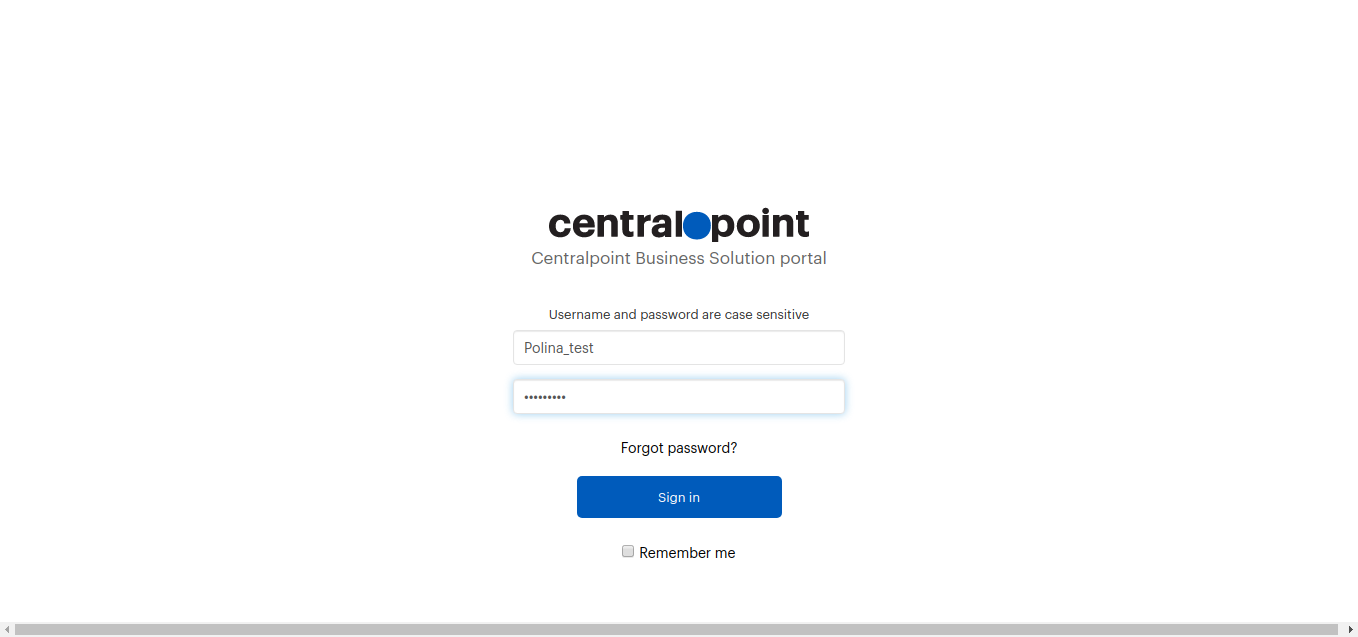 centralpoint
Centralpoint Business Solution portal
Username and password are case sensitive
Polina_test
•••••••••
Forgot password?
Sign in
Remember me